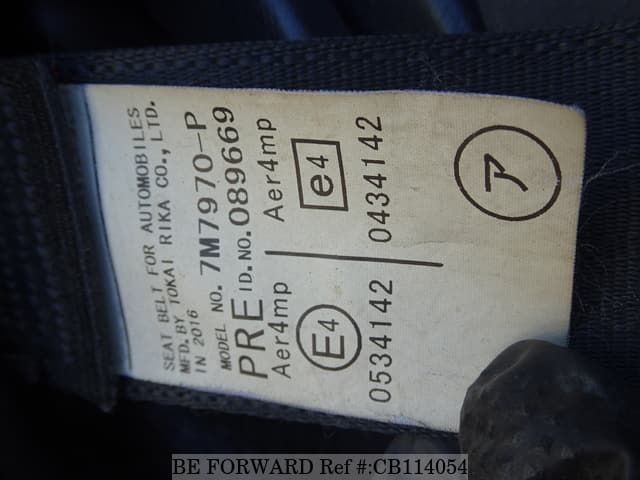 SEAT BELT FOR AUTOMOBILES
MFD.BY TOKAI RIKA CO.,LTD.
IN 2016
MODEL NO. 7M7970-P
PRE ID.NO.089669
Aer4mp Aer4mp
E4 e4
0534142 0434142
ア
BE FORWARD Ref #:CB114054